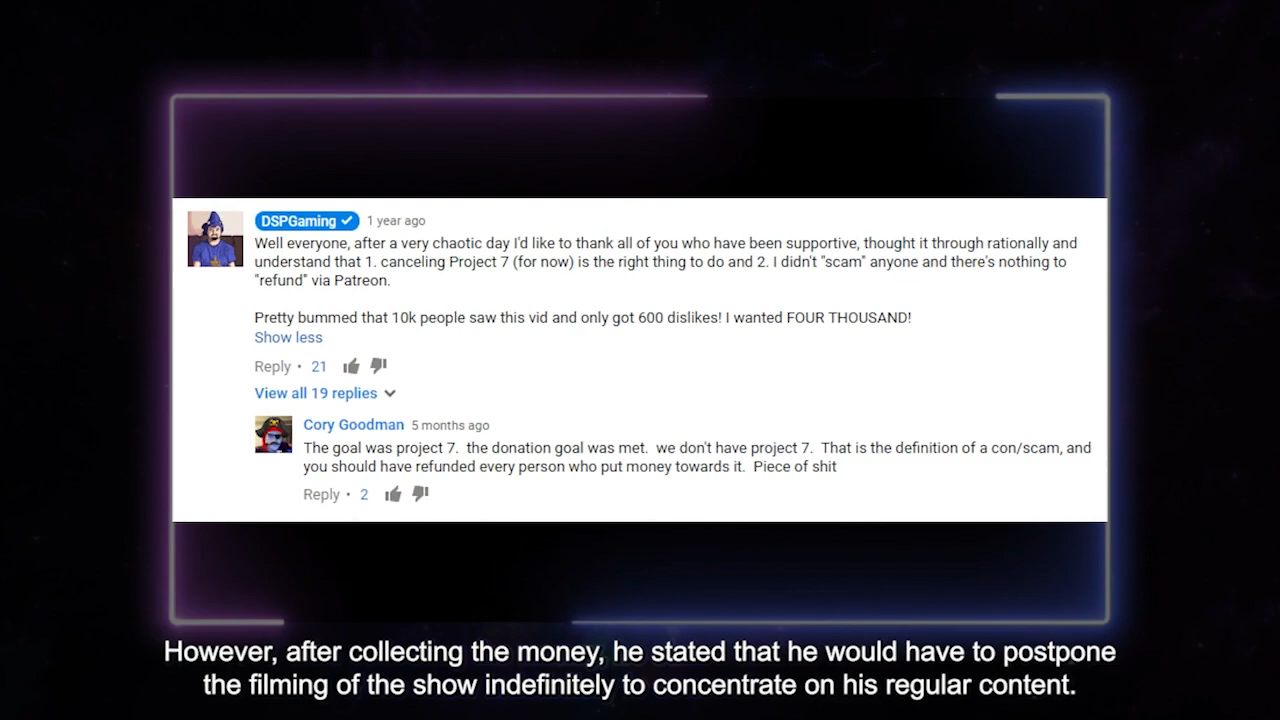 DSPGaming ✔ 1 year ago
Well everyone, after a very chaotic day I'd like to thank all of you who have been supportive, thought it through rationally and
understand that 1. canceling Project 7 (for now) is the right thing to do and 2. I didn't "scam" anyone and there's nothing to
"refund" via Patreon.
Pretty bummed that 10k people saw this vid and only got 600 dislikes! I wanted FOUR THOUSAND!
Show less
Reply • 21
View all 19 replies
Cory Goodman 5 months ago
The goal was project 7.  the donation goal was met.  we don't have project 7.  That is the definition of a con/scam, and
you should have refunded every person who put money towards it.  Piece of shit
Reply • 2
However, after collecting the money, he stated that he would have to postpone
the filming of the show indefinitely to concentrate on his regular content.